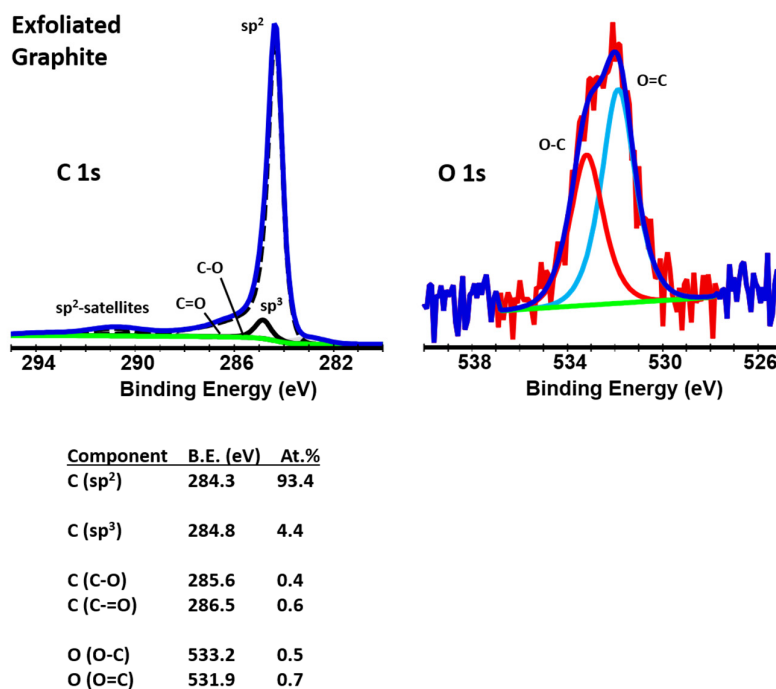 Exfoliated
Graphite
sp²
C 1s
C-O
C=O
sp³
sp²-satellites
294 290 286 282
Binding Energy (eV)
O=C
O-C
O 1s
538 534 530 526
Binding Energy (eV)
Component B.E. (eV) At.%
C (sp²) 284.3 93.4
C (sp³) 284.8 4.4
C (C-O) 285.6 0.4
C (C-=O) 286.5 0.6
O (O-C) 533.2 0.5
O (O=C) 531.9 0.7